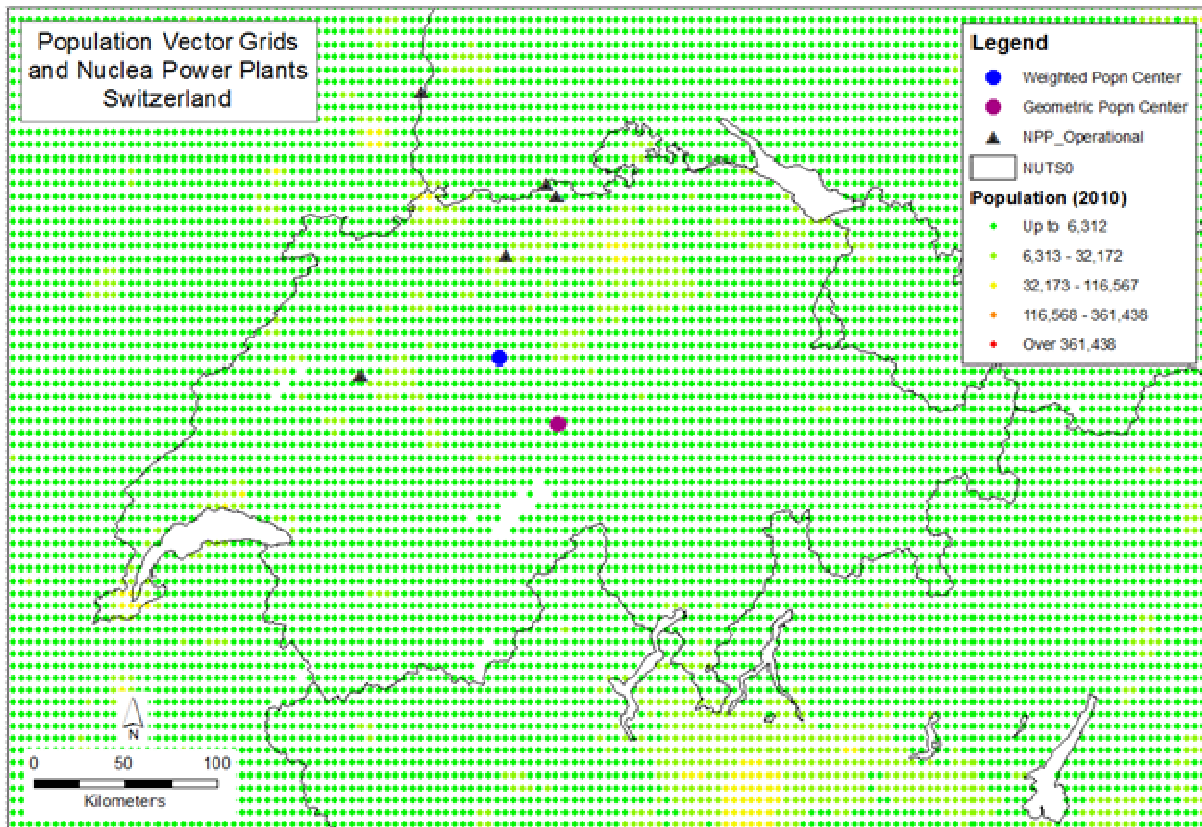 Population Vector Grids
and Nuclea Power Plants
Switzerland
Legend
Weighted Popn Center
Geometric Popn Center
NPP_Operational
NUTS0
Population (2010)
Up to 6,312
6,313 - 32,172
32,173 - 116,567
116,568 - 361,438
Over 361,438
N
0 50 100
Kilometers